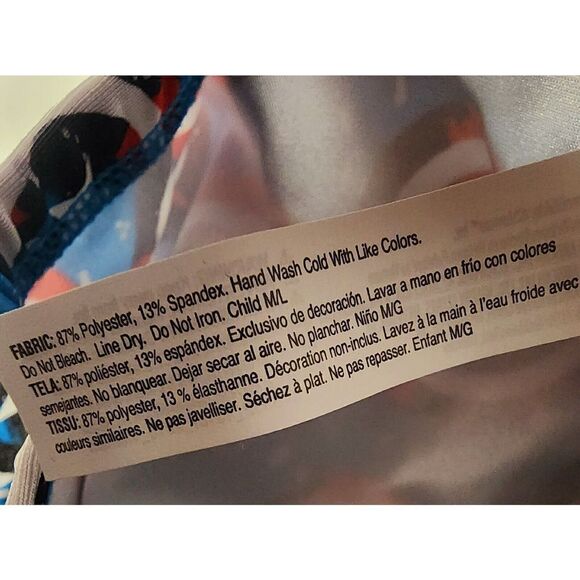 FABRIC: 87% Polyester, 13% Spandex. Hand Wash Cold With Like Colors.
Do Not Bleach. Line Dry. Do Not Iron. Child M/L
TELA: 87% poliéster, 13% espándex. Exclusivo de decoración. Lavar a mano en frío con colores
semejantes. No blanquear. Dejar secar al aire. No planchar. Niño M/G
TISSU: 87% polyester, 13 % élasthanne. Décoration non-inclus. Lavez à la main à l'eau froide avec
couleurs similaires. Ne pas javelliser. Séchez à plat. Ne pas repasser. Enfant M/G